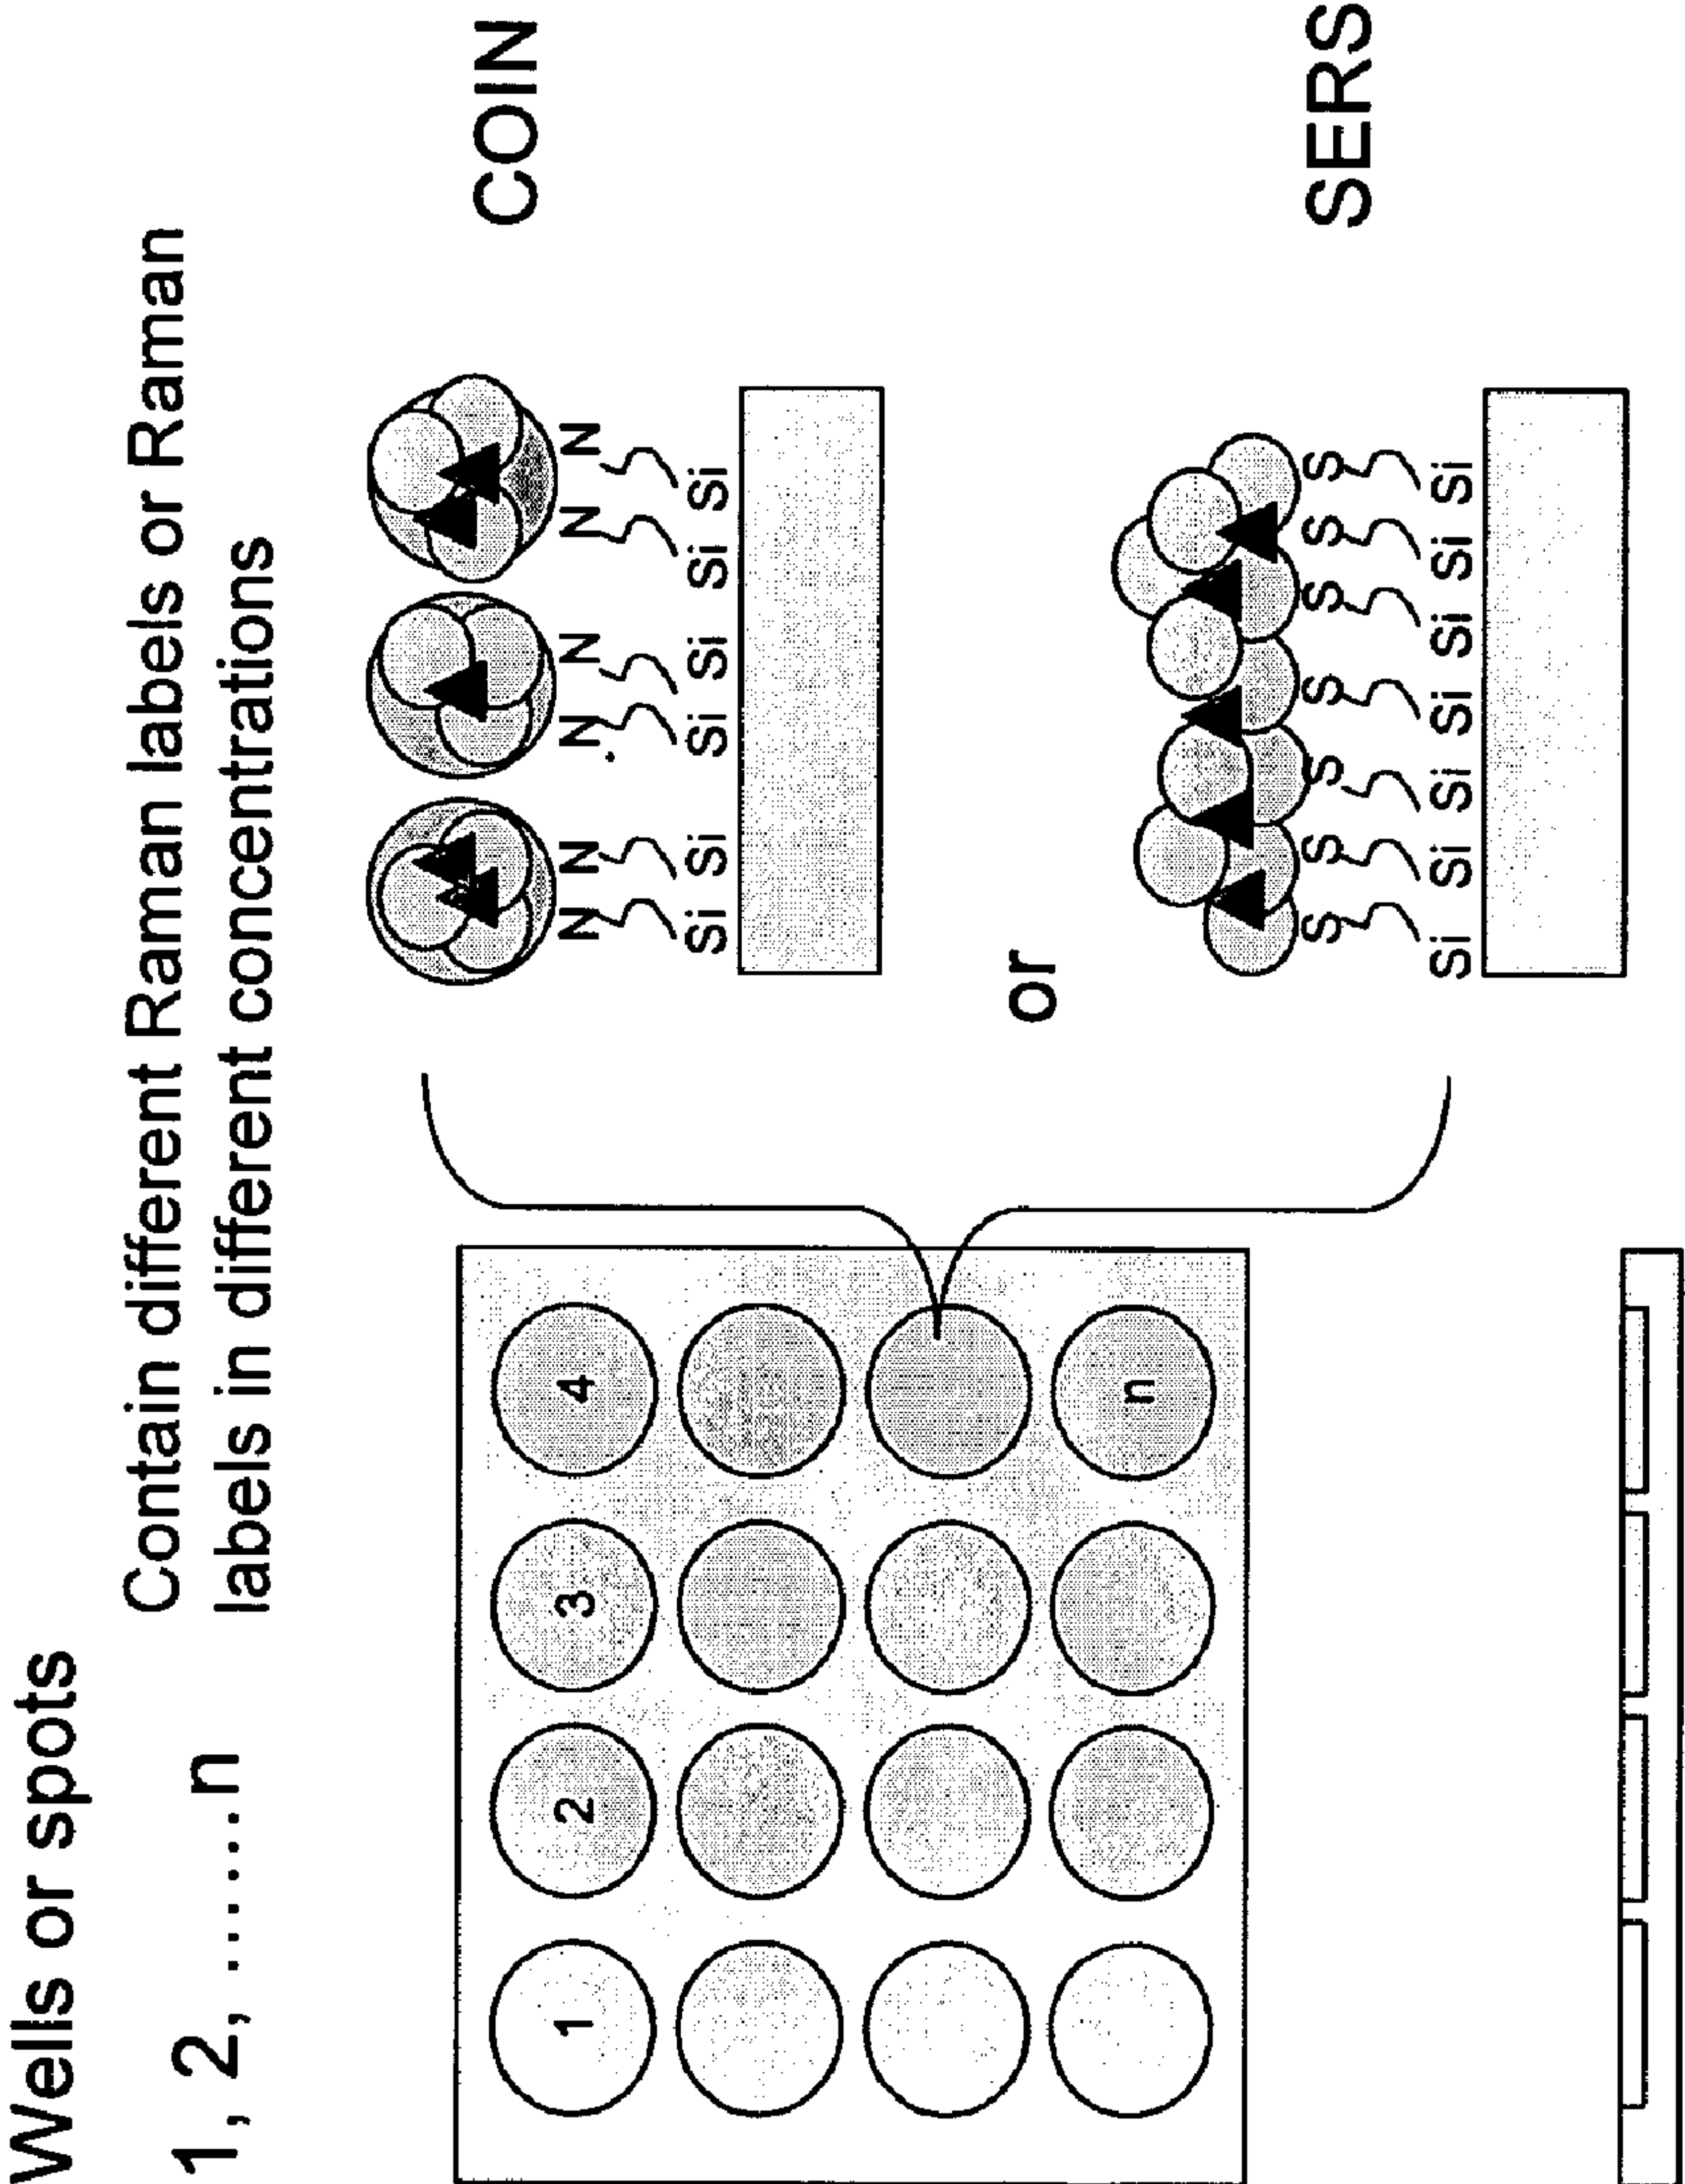 Wells or spots
1, 2, …….n
Contain different Raman labels or Raman
labels in different concentrations
1 2 3 4
n
N N N N N N
Si Si Si Si Si Si
COIN
or
S S S S S S S
Si Si Si Si Si Si Si
SERS